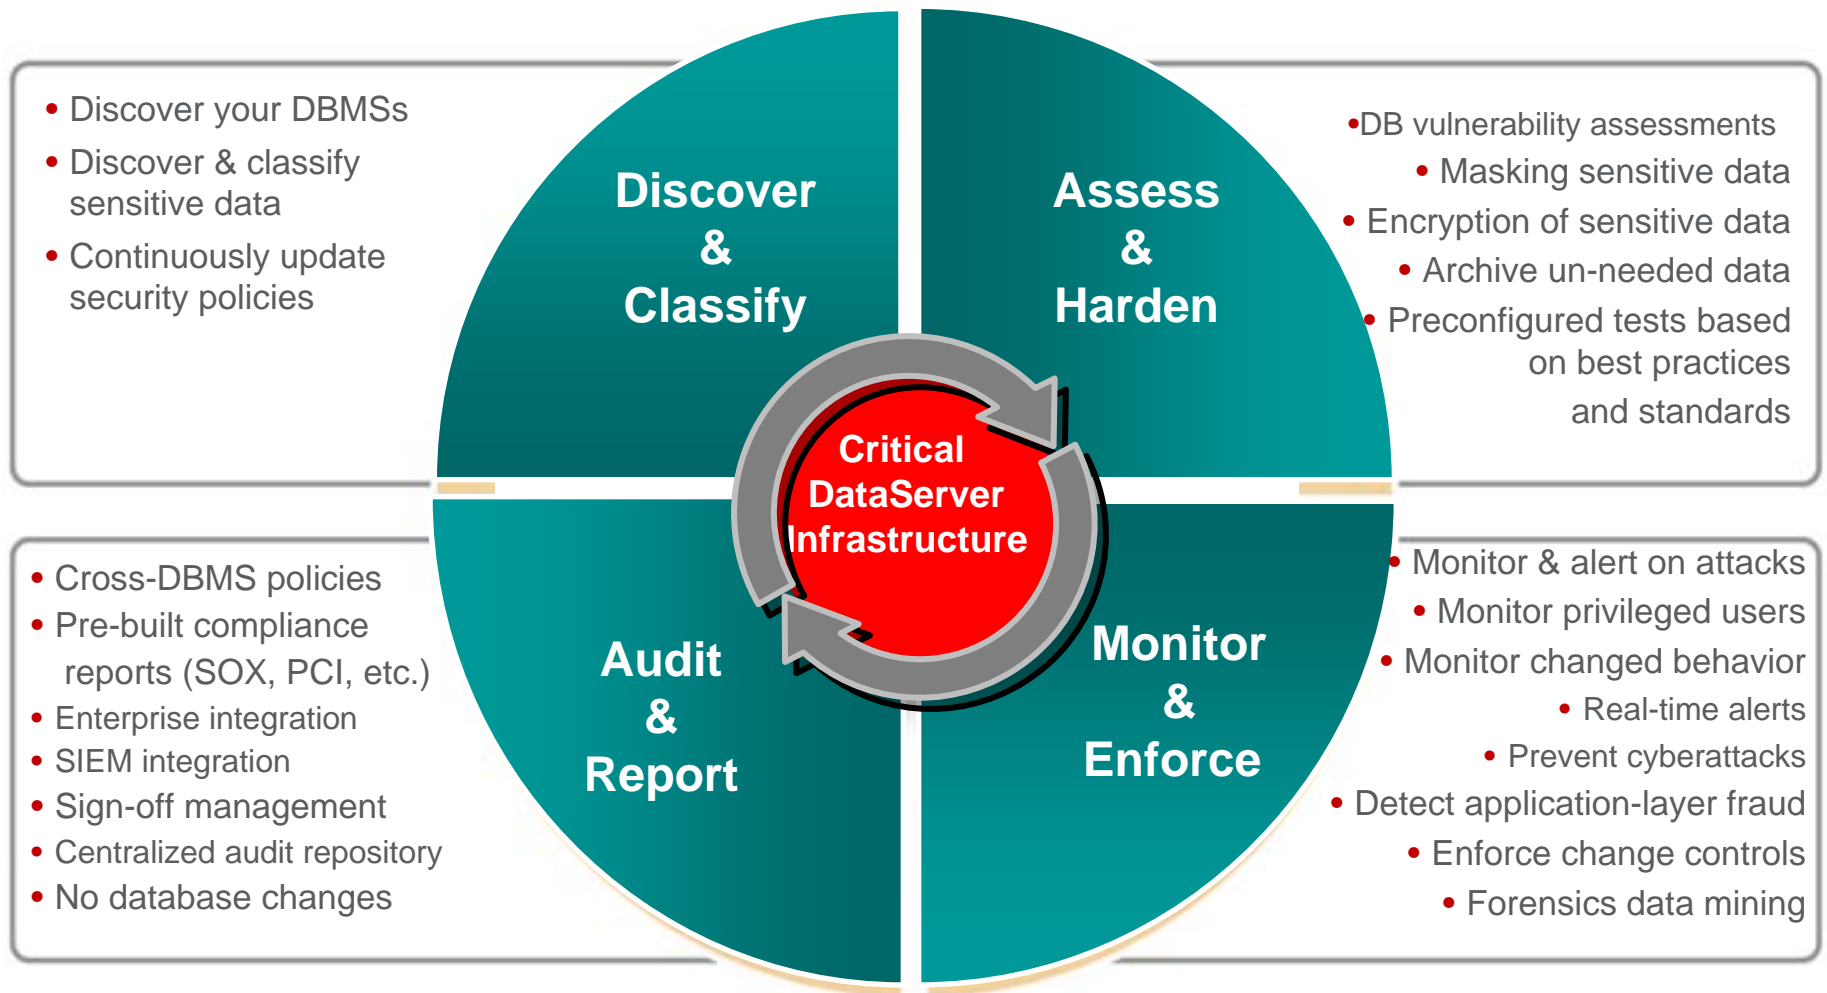 • Discover your DBMSs
• Discover & classify
sensitive data
• Continuously update
security policies
Discover
&
Classify
Assess
&
Harden
•DB vulnerability assessments
• Masking sensitive data
• Encryption of sensitive data
• Archive un-needed data
• Preconfigured tests based
on best practices
and standards
Critical
DataServer
Infrastructure
• Cross-DBMS policies
• Pre-built compliance
reports (SOX, PCI, etc.)
• Enterprise integration
• SIEM integration
• Sign-off management
• Centralized audit repository
• No database changes
Audit
&
Report
Monitor
&
Enforce
• Monitor & alert on attacks
• Monitor privileged users
• Monitor changed behavior
• Real-time alerts
• Prevent cyberattacks
• Detect application-layer fraud
• Enforce change controls
• Forensics data mining